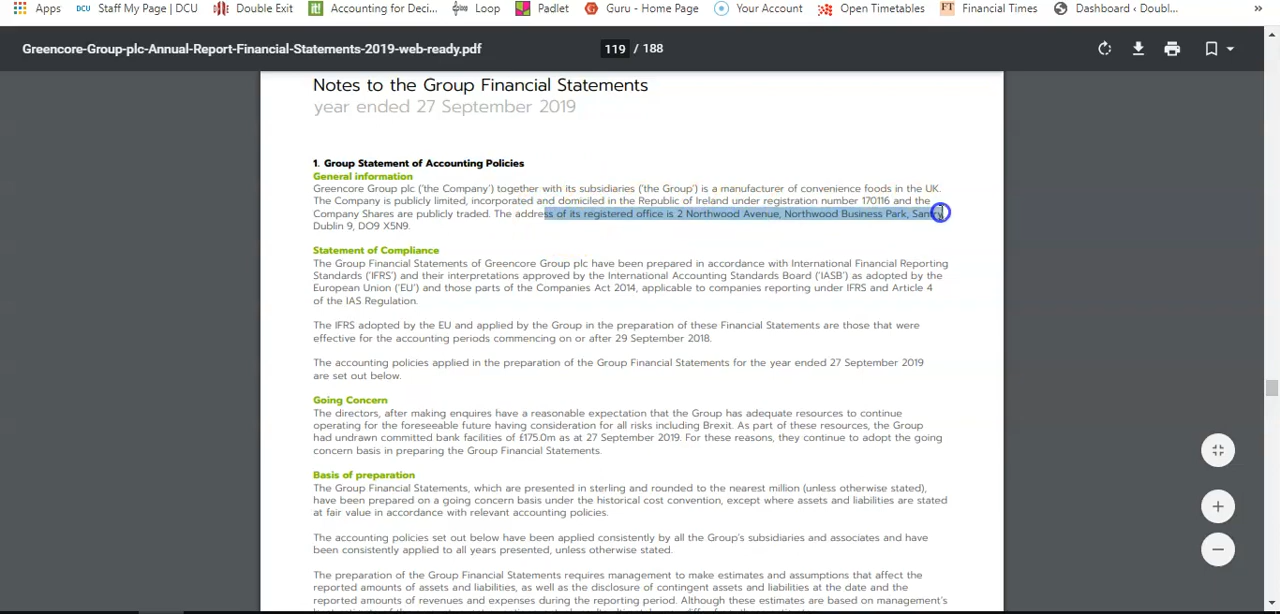 Apps Staff My Page | DCU Double Exit Accounting for Deci... Loop Padlet Guru - Home Page Your Account Open Timetables Financial Times Dashboard ‹ Doubl... »
Greencore-Group-plc-Annual-Report-Financial-Statements-2019-web-ready.pdf 119 / 188
Notes to the Group Financial Statements
year ended 27 September 2019
1. Group Statement of Accounting Policies
General information
Greencore Group plc ('the Company') together with its subsidiaries ('the Group') is a manufacturer of convenience foods in the UK.
The Company is publicly limited, incorporated and domiciled in the Republic of Ireland under registration number 170116 and the
Company Shares are publicly traded. The address of its registered office is 2 Northwood Avenue, Northwood Business Park, Santry,
Dublin 9, DO9 X5N9.
Statement of Compliance
The Group Financial Statements of Greencore Group plc have been prepared in accordance with International Financial Reporting
Standards ('IFRS') and their interpretations approved by the International Accounting Standards Board ('IASB') as adopted by the
European Union ('EU') and those parts of the Companies Act 2014, applicable to companies reporting under IFRS and Article 4
of the IAS Regulation.
The IFRS adopted by the EU and applied by the Group in the preparation of these Financial Statements are those that were
effective for the accounting periods commencing on or after 29 September 2018.
The accounting policies applied in the preparation of the Group Financial Statements for the year ended 27 September 2019
are set out below.
Going Concern
The directors, after making enquires have a reasonable expectation that the Group has adequate resources to continue
operating for the foreseeable future having consideration for all risks including Brexit. As part of these resources, the Group
had undrawn committed bank facilities of £175.0m as at 27 September 2019. For these reasons, they continue to adopt the going
concern basis in preparing the Group Financial Statements.
Basis of preparation
The Group Financial Statements, which are presented in sterling and rounded to the nearest million (unless otherwise stated),
have been prepared on a going concern basis under the historical cost convention, except where assets and liabilities are stated
at fair value in accordance with relevant accounting policies.
The accounting policies set out below have been applied consistently by all the Group's subsidiaries and associates and have
been consistently applied to all years presented, unless otherwise stated.
The preparation of the Group Financial Statements requires management to make estimates and assumptions that affect the
reported amounts of assets and liabilities, as well as the disclosure of contingent assets and liabilities at the date and the
reported amounts of revenues and expenses during the reporting period. Although these estimates are based on management's